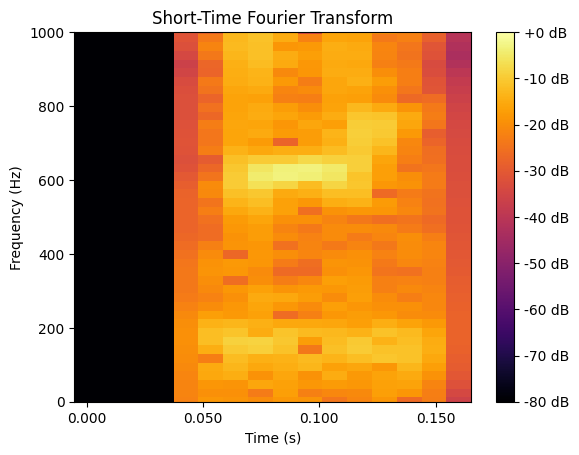 Short-Time Fourier Transform
1000
800
600
400
200
0
Frequency (Hz)
0.000
0.050
0.100
0.150
Time (s)
+0 dB
-10 dB
-20 dB
-30 dB
-40 dB
-50 dB
-60 dB
-70 dB
-80 dB